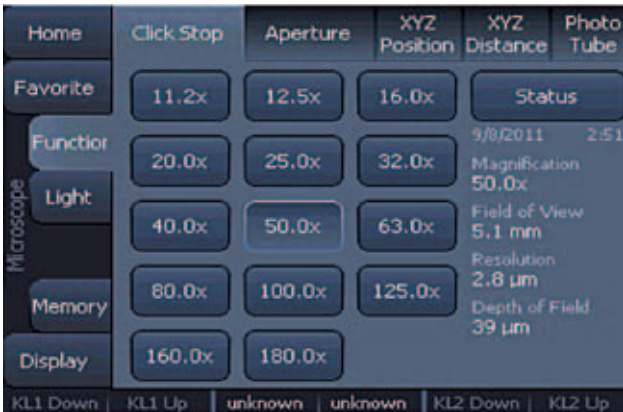 Home
Click Stop
Aperture
XYZ Position
XYZ Distance
Photo Tube
Favorite
Function
Light
Microscope
Memory
Display
11.2x 12.5x 16.0x
20.0x 25.0x 32.0x
40.0x 50.0x 63.0x
80.0x 100.0x 125.0x
160.0x 180.0x
Status
9/8/2011 2:51
Magnification
50.0x
Field of View
5.1 mm
Resolution
2.8 µm
Depth of Field
39 µm
KL1 Down KL1 Up unknown unknown KL2 Down KL2 Up